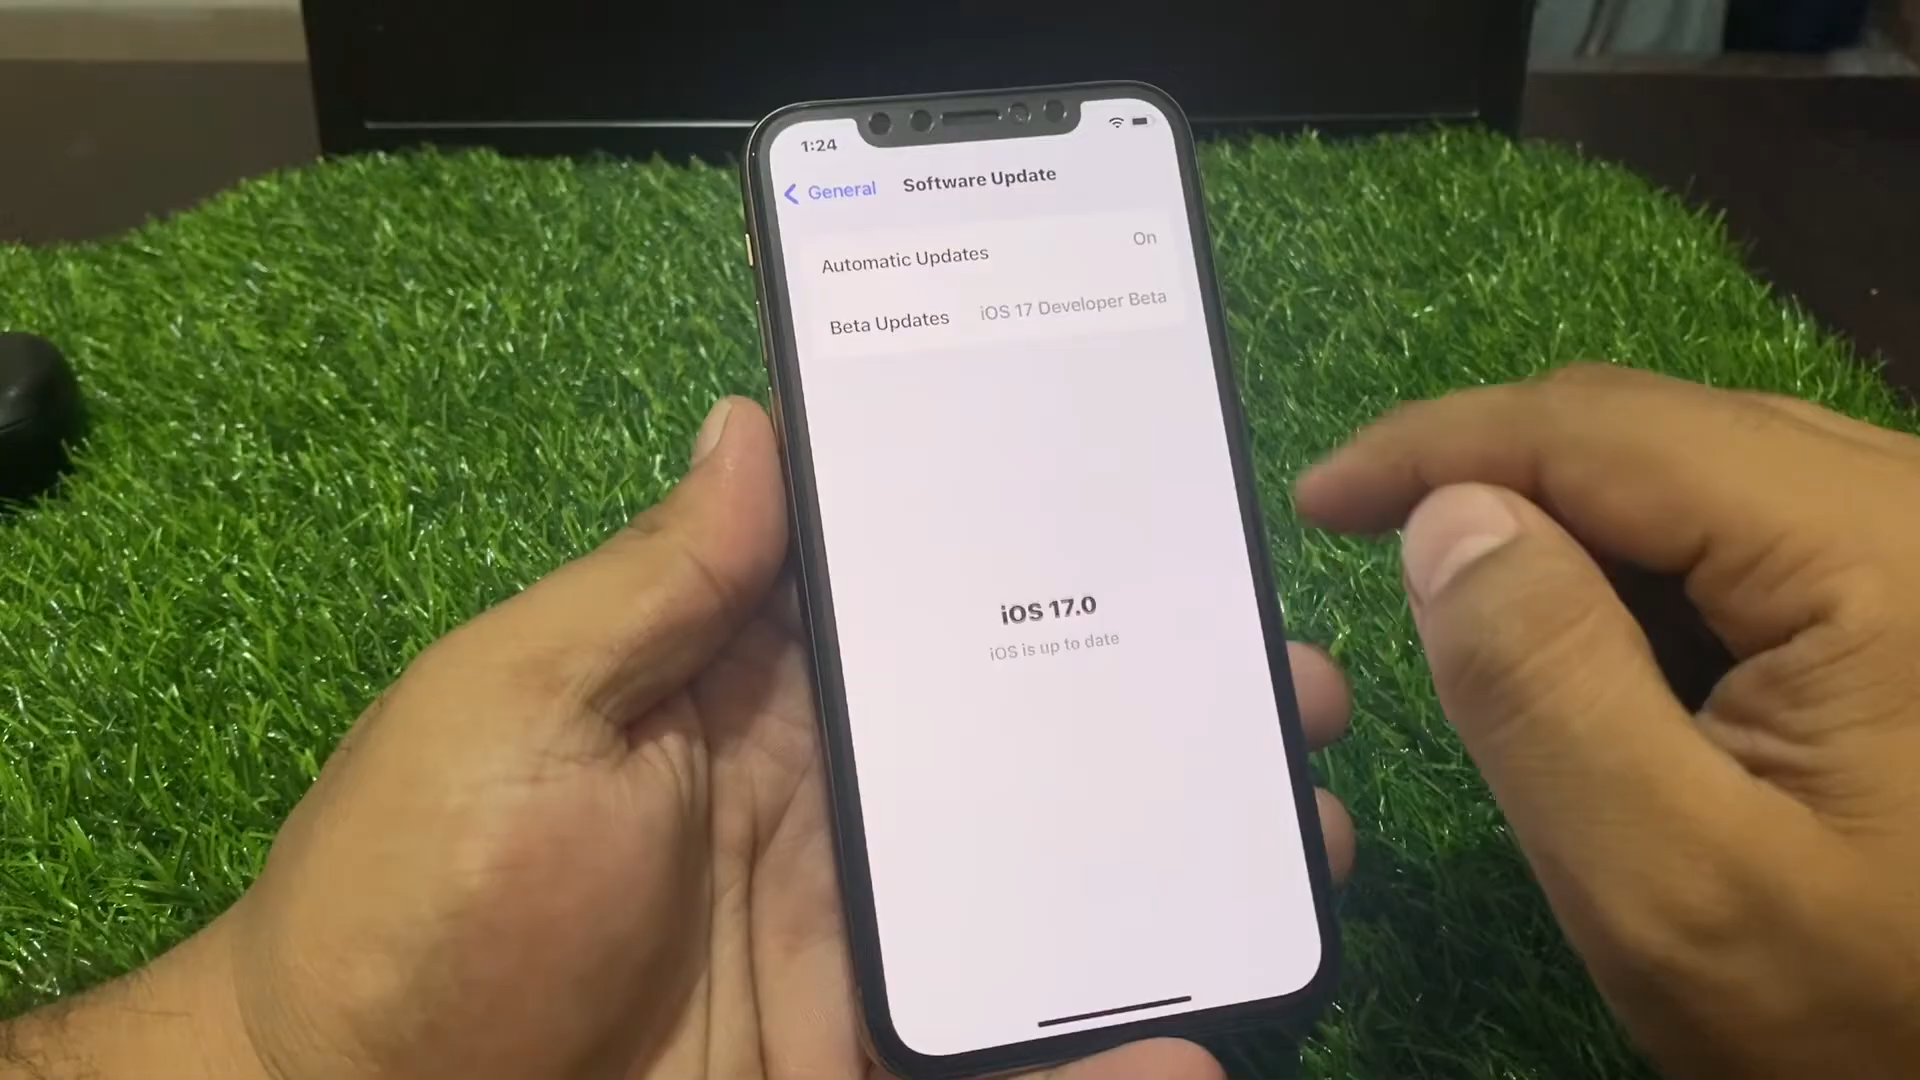 1:24
General Software Update
Automatic Updates On
Beta Updates iOS 17 Developer Beta
iOS 17.0
iOS is up to date